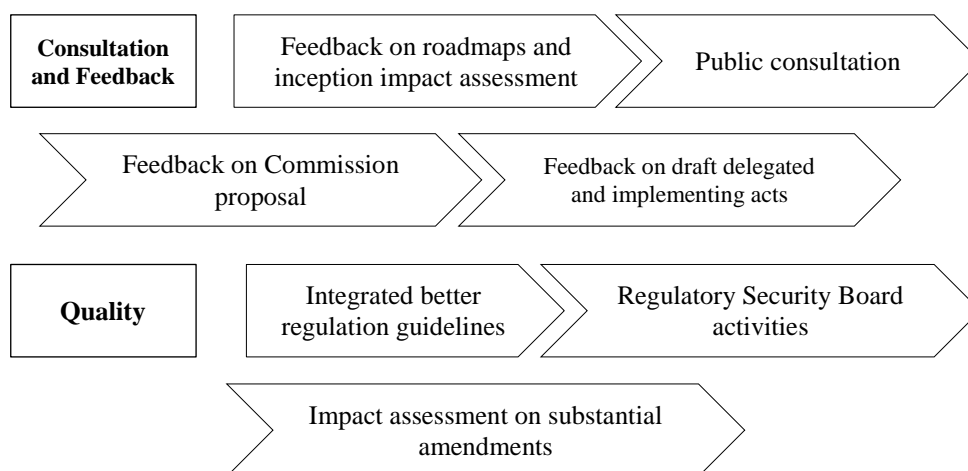 Consultation
and Feedback
Feedback on roadmaps and
inception impact assessment
Public consultation
Feedback on Commission
proposal
Feedback on draft delegated
and implementing acts
Quality
Integrated better
regulation guidelines
Regulatory Security Board
activities
Impact assessment on substantial
amendments